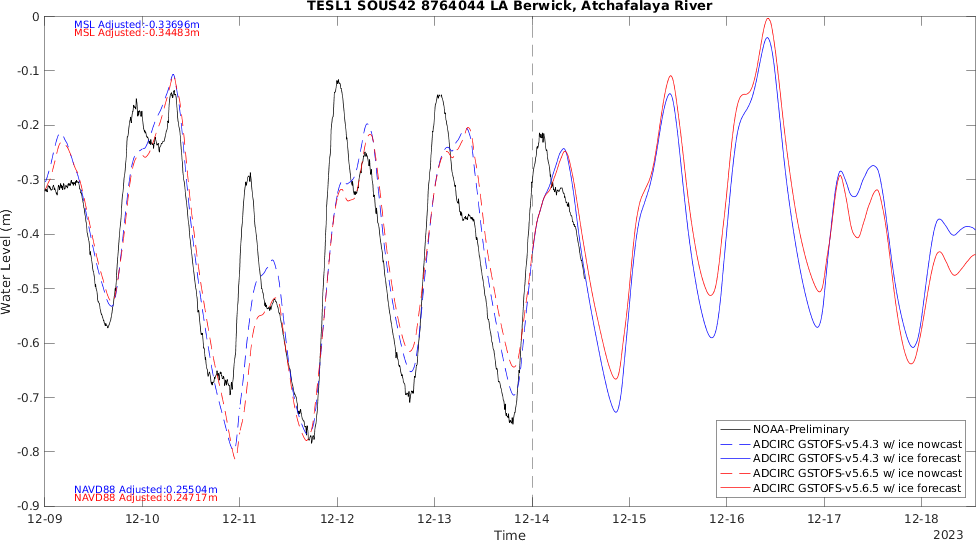 TESL1 SOUS42 8764044 LA Berwick, Atchafalaya River
MSL Adjusted:-0.33696m
MSL Adjusted:-0.34483m
0
-0.1
-0.2
-0.3
-0.4
-0.5
-0.6
-0.7
-0.8
-0.9
Water Level (m)
NOAA-Preliminary
ADCIRC GSTOFS-v5.4.3 w/ ice nowcast
ADCIRC GSTOFS-v5.4.3 w/ ice forecast
ADCIRC GSTOFS-v5.6.5 w/ ice nowcast
ADCIRC GSTOFS-v5.6.5 w/ ice forecast
NAVD88 Adjusted:0.25504m
NAVD88 Adjusted:0.24717m
12-09 12-10 12-11 12-12 12-13 12-14 12-15 12-16 12-17 12-18
Time
2023